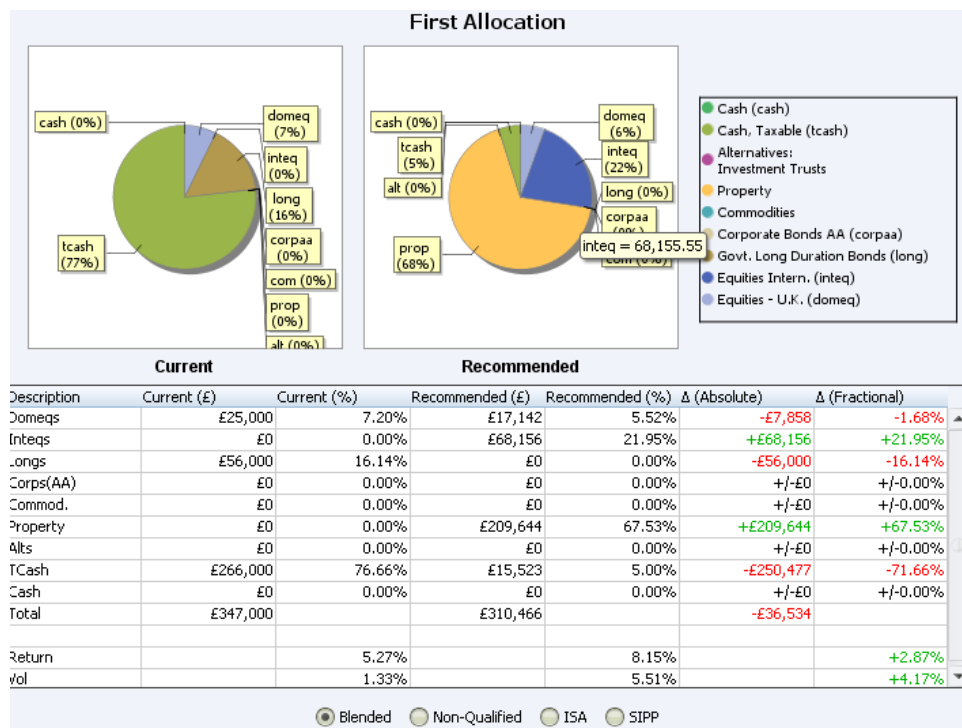 First Allocation
cash (0%)
domeq
(7%)
inteq
(0%)
long
(16%)
corpaa
(0%)
com (0%)
prop
(0%)
alt (0%)
tcash
(77%)
cash (0%)
tcash
(5%)
alt (0%)
prop
(68%)
domeq
(6%)
inteq
(22%)
long (0%)
corpaa
(0%)
inteq = 68,155.55
com (0%)
Cash (cash)
Cash, Taxable (tcash)
Alternatives:
Investment Trusts
Property
Commodities
Corporate Bonds AA (corpaa)
Govt. Long Duration Bonds (long)
Equities Intern. (inteq)
Equities - U.K. (domeq)
Current Recommended
Description Current (£) Current (%) Recommended (£) Recommended (%) Δ (Absolute) Δ (Fractional)
Domeqs £25,000 7.20% £17,142 5.52% -£7,858 -1.68%
Inteqs £0 0.00% £68,156 21.95% +£68,156 +21.95%
Longs £56,000 16.14% £0 0.00% -£56,000 -16.14%
Corps(AA) £0 0.00% £0 0.00% +/-£0 +/-0.00%
Commod. £0 0.00% £0 0.00% +/-£0 +/-0.00%
Property £0 0.00% £209,644 67.53% +£209,644 +67.53%
Alts £0 0.00% £0 0.00% +/-£0 +/-0.00%
TCash £266,000 76.66% £15,523 5.00% -£250,477 -71.66%
Cash £0 0.00% £0 0.00% +/-£0 +/-0.00%
Total £347,000 £310,466 -£36,534
Return 5.27% 8.15% +2.87%
Vol 1.33% 5.51% +4.17%
Blended Non-Qualified ISA SIPP